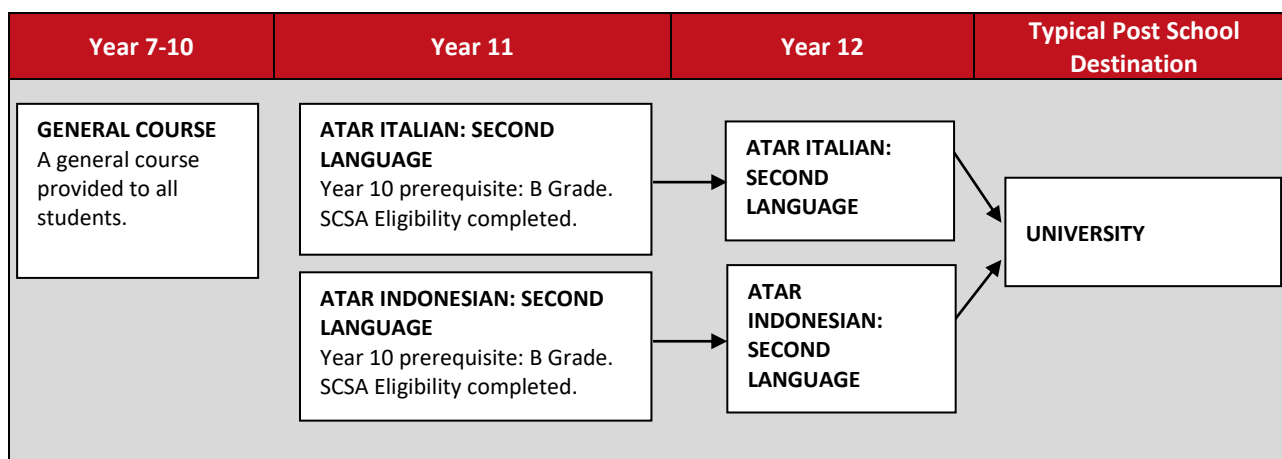 Year 7-10
Year 11
Year 12
Typical Post School
Destination
GENERAL COURSE
A general course
provided to all
students.
ATAR ITALIAN: SECOND
LANGUAGE
Year 10 prerequisite: B Grade.
SCSA Eligibility completed.
ATAR INDONESIAN: SECOND
LANGUAGE
Year 10 prerequisite: B Grade.
SCSA Eligibility completed.
ATAR ITALIAN:
SECOND
LANGUAGE
ATAR
INDONESIAN:
SECOND
LANGUAGE
UNIVERSITY